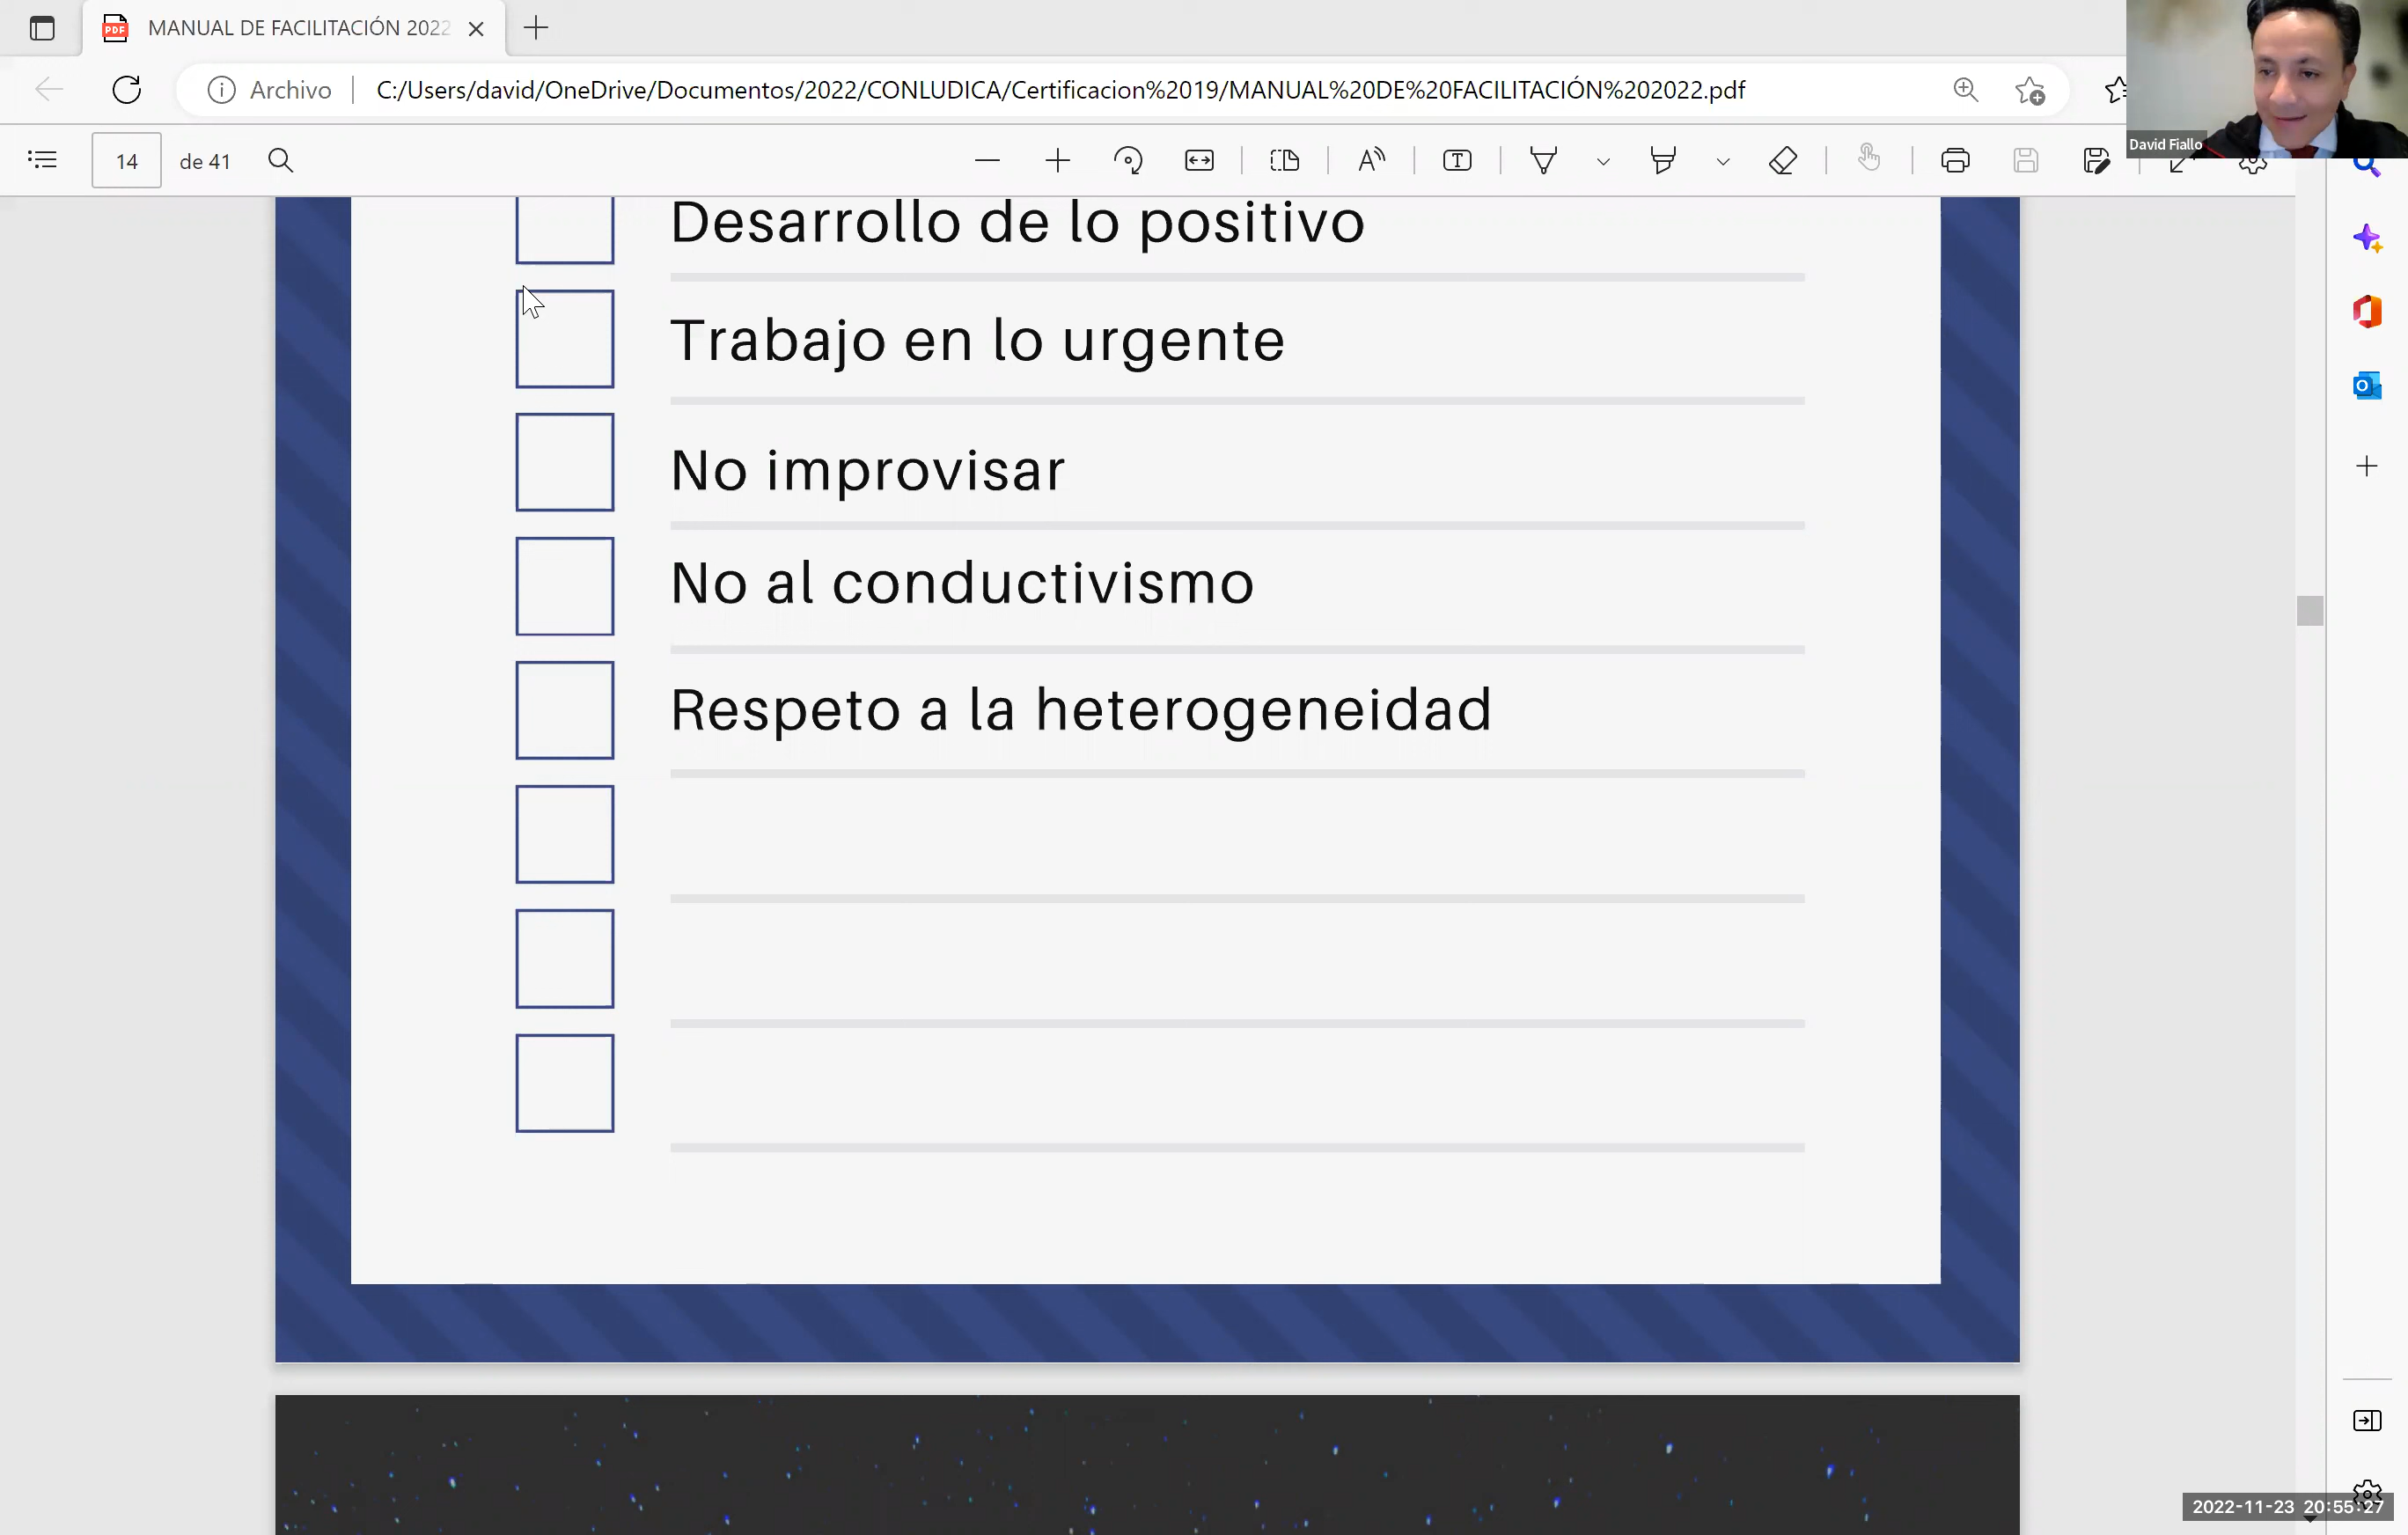 MANUAL DE FACILITACIÓN 2022
Archivo
C:/Users/david/OneDrive/Documentos/2022/CONLUDICA/Certificacion%2019/MANUAL%20DE%20FACILITACIÓN%202022.pdf
David Fiallo
14 de 41
Desarrollo de lo positivo
Trabajo en lo urgente
No improvisar
No al conductivismo
Respeto a la heterogeneidad
2022-11-23 20:55:27